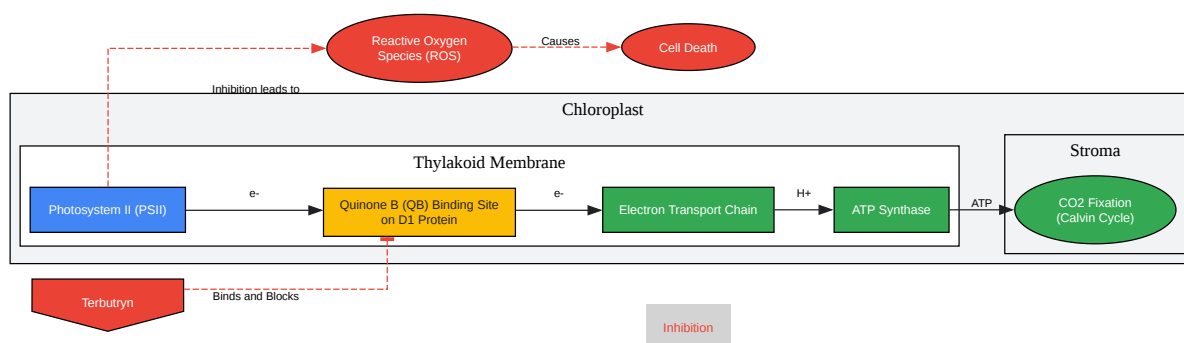 Reactive Oxygen
Species (ROS)
Causes
Cell Death
Inhibition leads to
Chloroplast
Thylakoid Membrane
Stroma
Photosystem II (PSII)
e-
Quinone B (QB) Binding Site
on D1 Protein
e-
Electron Transport Chain
H+
ATP Synthase
ATP
CO2 Fixation
(Calvin Cycle)
Terbutryn
Binds and Blocks
Inhibition